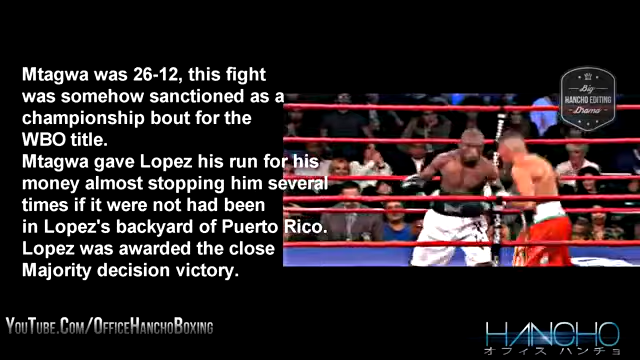 Mtagwa was 26-12, this fight
was somehow sanctioned as a
championship bout for the
WBO title.
Mtagwa gave Lopez his run for his
money almost stopping him several
times if it were not had been
in Lopez's backyard of Puerto Rico.
Lopez was awarded the close
Majority decision victory.
Big
HANCHO EDITING
Drama
YouTube.Com/OfficeHanchoBoxing
HANCHO
オフィス ハンチョ